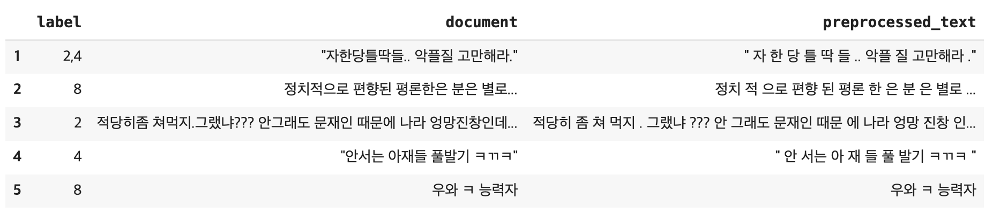 label document preprocessed_text
1 2,4 "자한당틀딱들.. 악플질 고만해라." " 자 한 당 틀 딱 들 .. 악플 질 고만해라 ."
2 8 정치적으로 편향된 평론한은 분은 별로... 정치 적 으로 편향 된 평론 한 은 분 은 별로 ...
3 2 적당히좀 쳐먹지.그랬냐??? 안그래도 문재인 때문에 나라 엉망진창인데... 적당히 좀 쳐 먹지 . 그랬냐 ??? 안 그래도 문재인 때문 에 나라 엉망 진창 인...
4 4 "안서는 아재들 풀발기 ㅋㄲㅋ" " 안 서는 아 재 들 풀 발기 ㅋㄲㅋ "
5 8 우와 ㅋ 능력자 우와 ㅋ 능력자